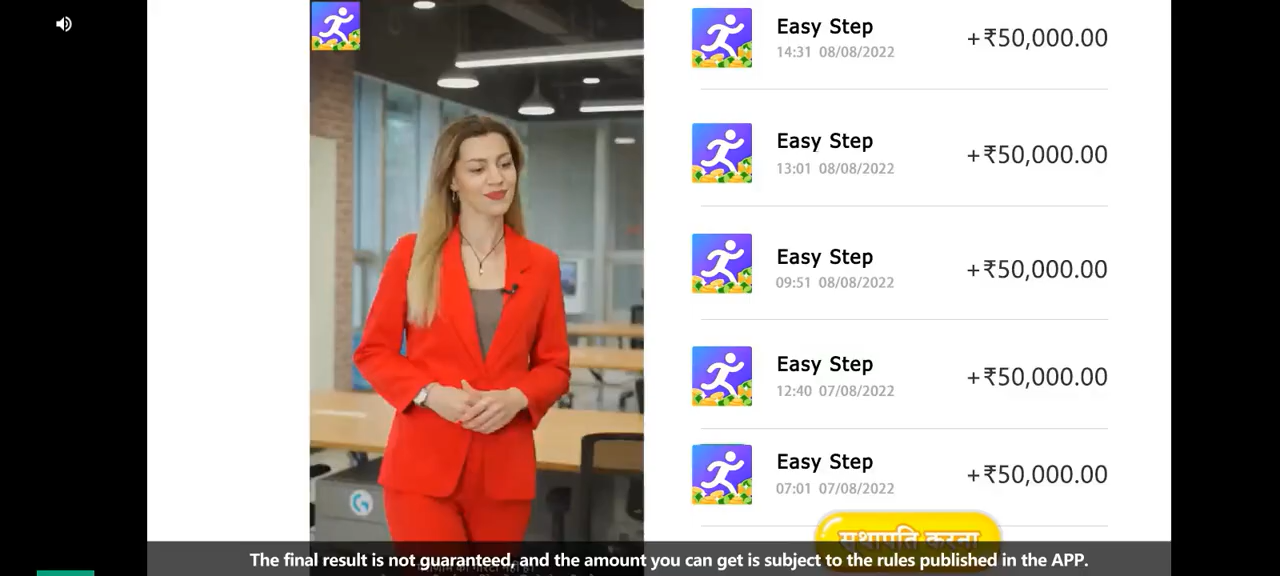 Easy Step
14:31 08/08/2022
+₹50,000.00
Easy Step
13:01 08/08/2022
+₹50,000.00
Easy Step
09:51 08/08/2022
+₹50,000.00
Easy Step
12:40 07/08/2022
+₹50,000.00
Easy Step
07:01 07/08/2022
+₹50,000.00
सथापति करना
The final result is not guaranteed, and the amount you can get is subject to the rules published in the APP.